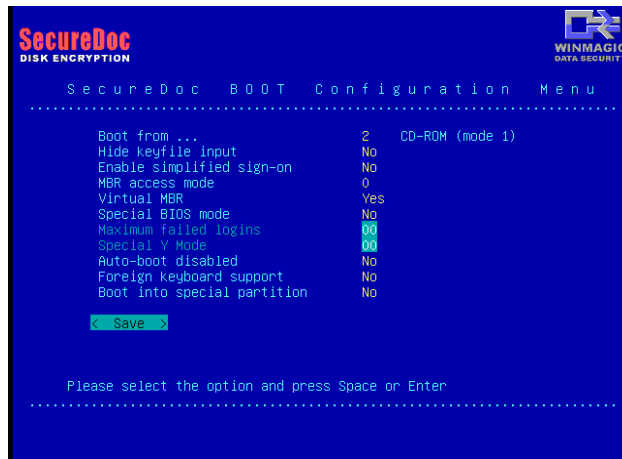 SecureDoc
DISK ENCRYPTION
WINMAGIC
DATA SECURIT
SecureDoc BOOT Configuration Menu
Boot from ... 2 CD-ROM (mode 1)
Hide keyfile input No
Enable simplified sign-on No
MBR access mode 0
Virtual MBR Yes
Special BIOS mode No
Maximum failed logins 00
Special Y Mode 00
Auto-boot disabled No
Foreign keyboard support No
Boot into special partition No
< Save >
Please select the option and press Space or Enter